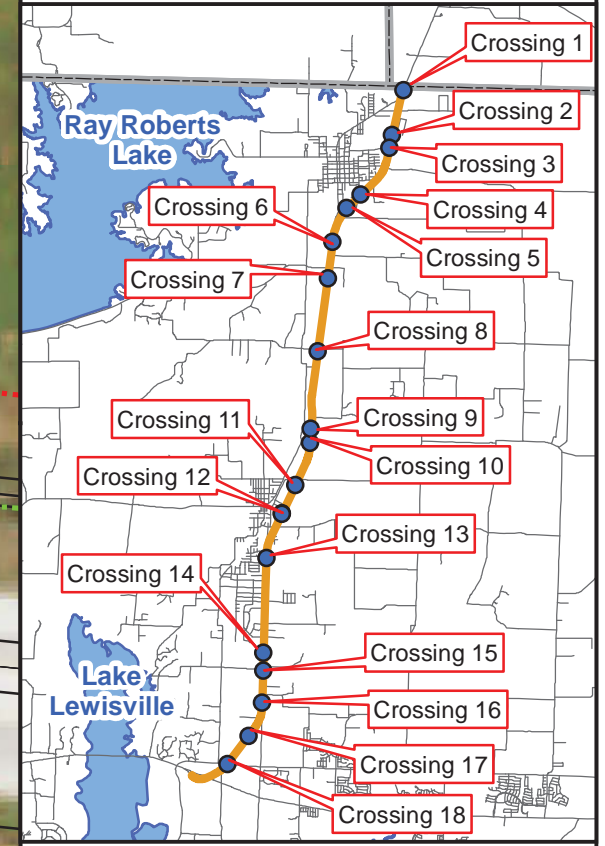 Crossing 1
Crossing 2
Ray Roberts
Lake
Crossing 3
Crossing 4
Crossing 6
Crossing 5
Crossing 7
Crossing 8
Crossing 9
Crossing 11
Crossing 10
Crossing 12
Crossing 13
Crossing 14
Crossing 15
Lake
Lewisville
Crossing 16
Crossing 17
Crossing 18